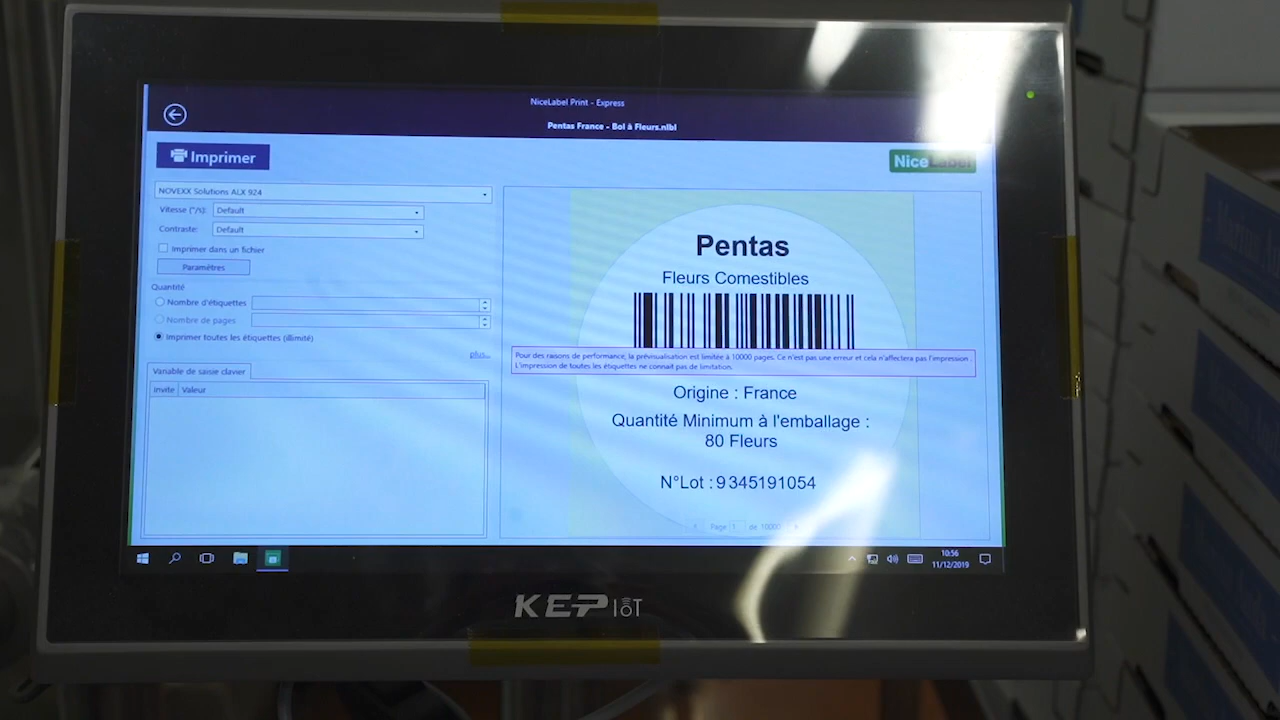 NiceLabel Print - Express
Pentas France - Bol à Fleurs.nlbl
Imprimer
NiceLabel
NOVEXX Solutions ALX 924
Vitesse ("/s): Default
Contraste: Default
Imprimer dans un fichier
Paramètres
Quantité
Nombre d'étiquettes
Nombre de pages
Imprimer toutes les étiquettes (illimité)
plus...
Variable de saisie clavier
Invite Valeur
Pentas
Fleurs Comestibles
Pour des raisons de performance, la prévisualisation est limitée à 10000 pages. Ce n'est pas une erreur et cela n'affectera pas l'impression.
L'impression de toutes les étiquettes ne connait pas de limitation.
Origine : France
Quantité Minimum à l'emballage :
80 Fleurs
N°Lot : 9 345191054
Page 1 de 10000
10:56
11/12/2019
KEP IoT